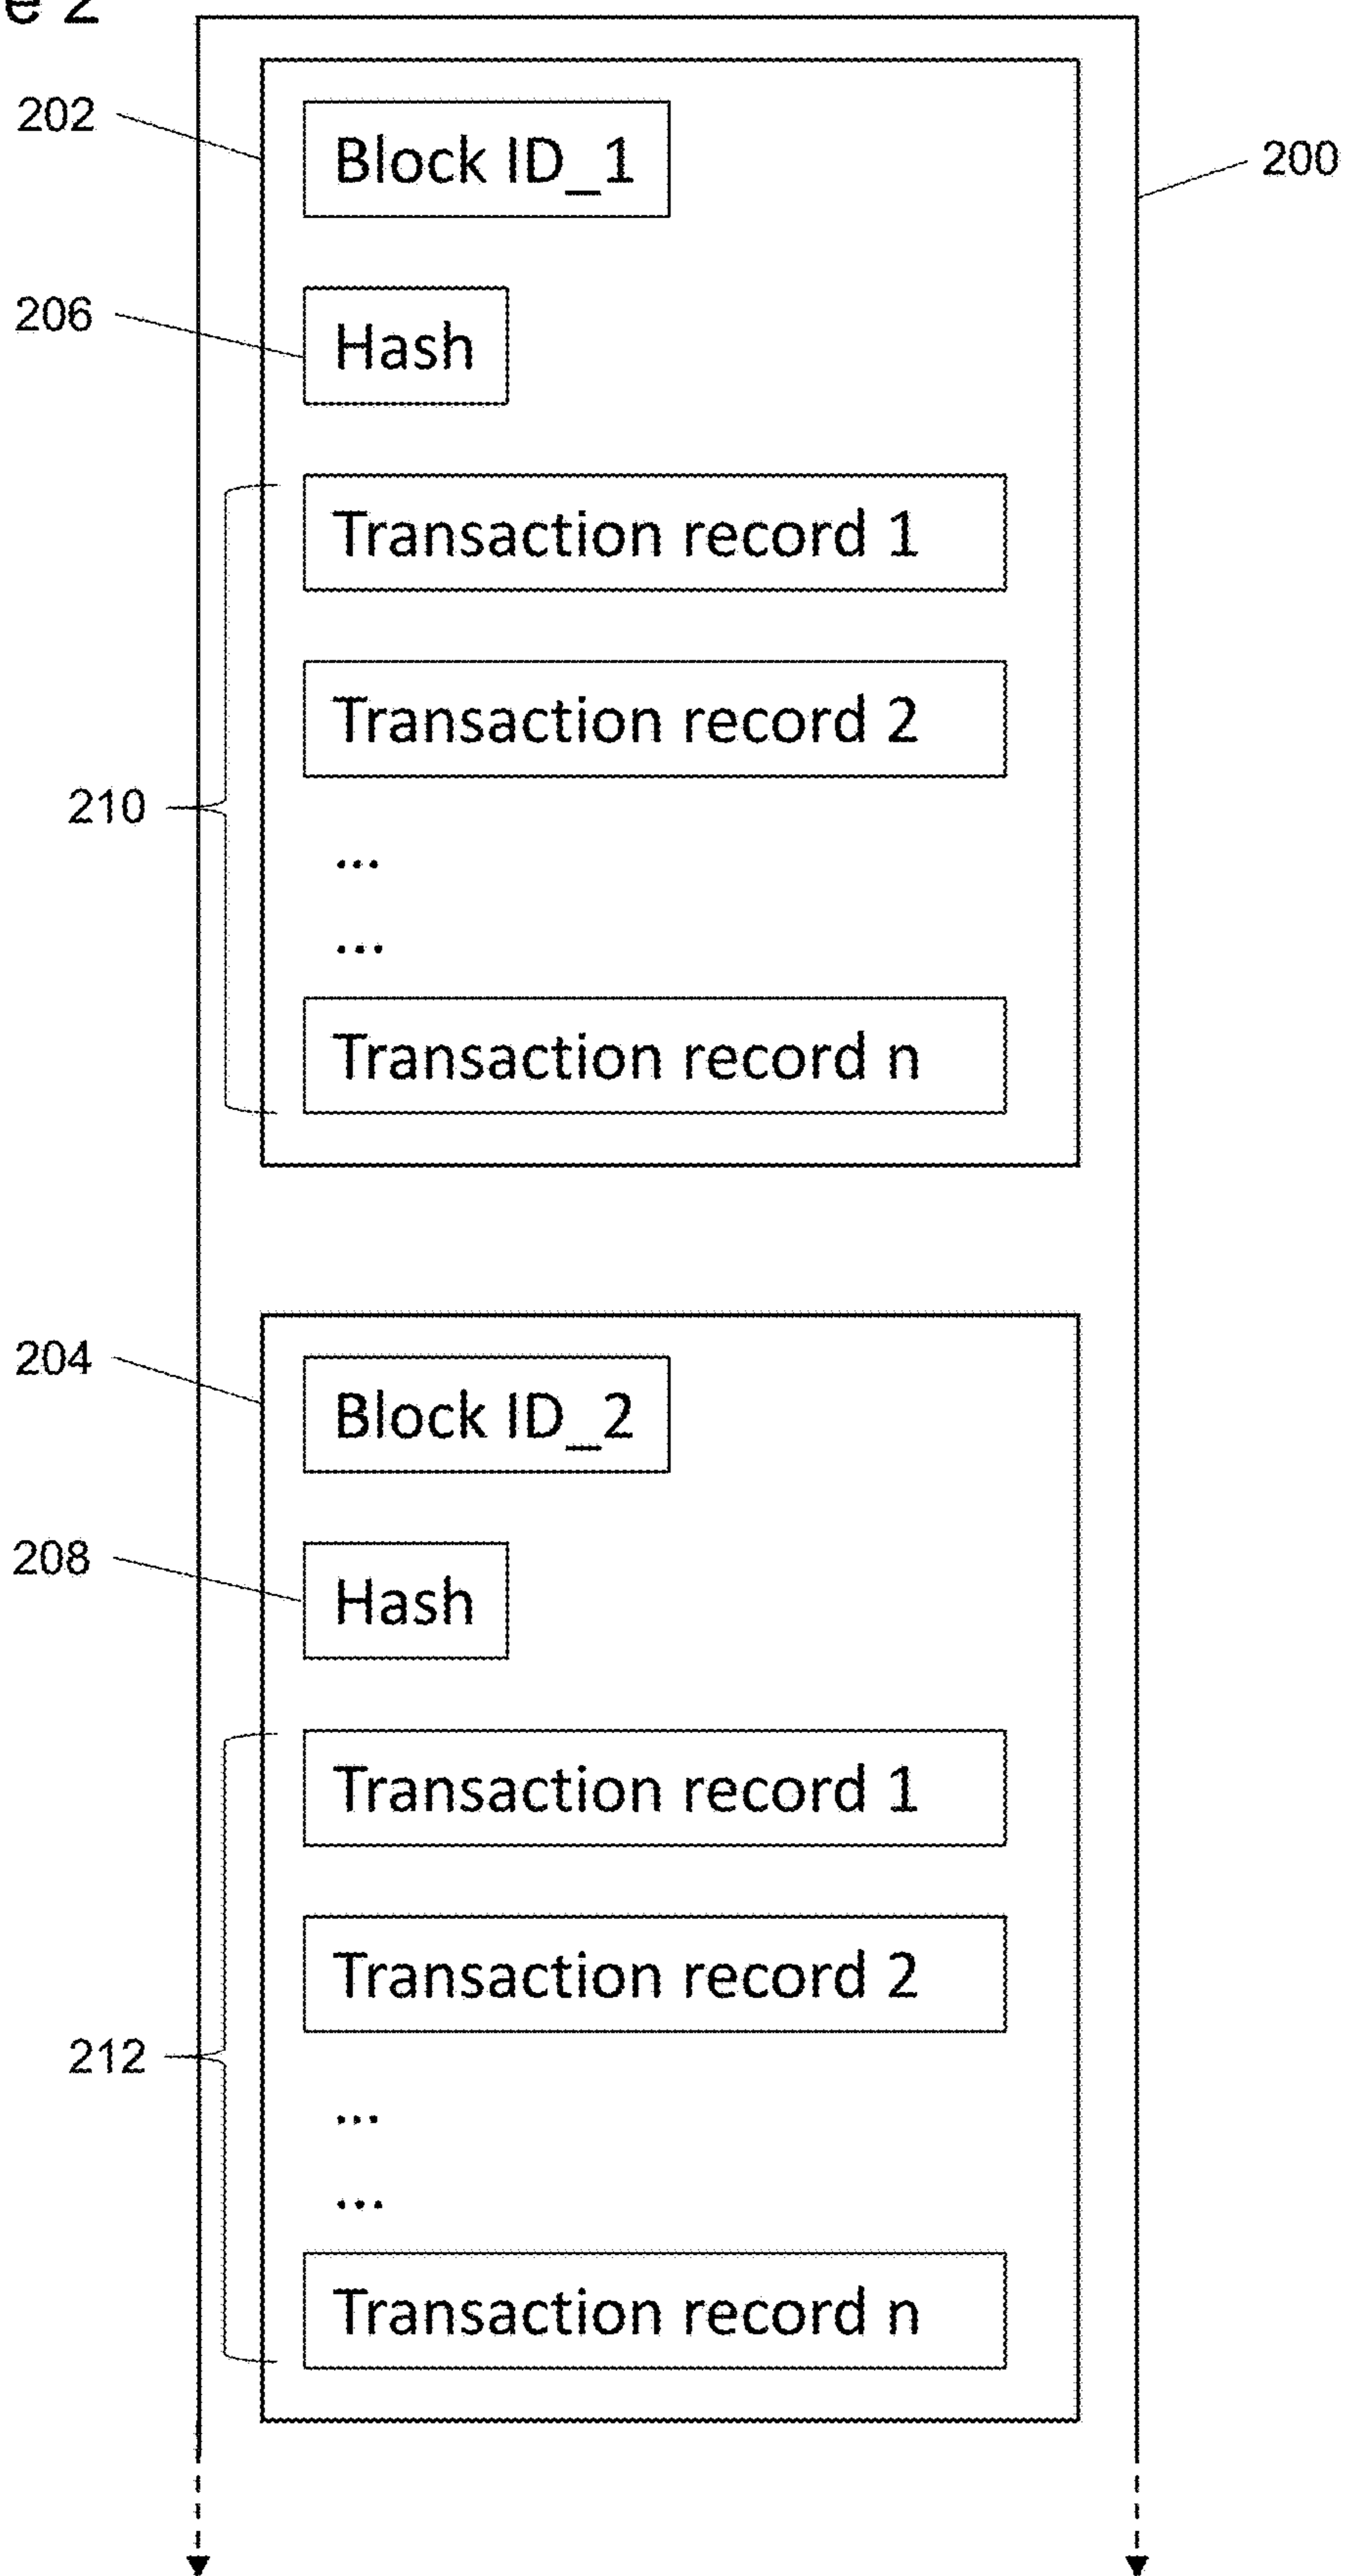 e 2
202
Block ID_1
200
206
Hash
Transaction record 1
Transaction record 2
210
...
...
Transaction record n
204
Block ID_2
208
Hash
Transaction record 1
Transaction record 2
212
...
...
Transaction record n